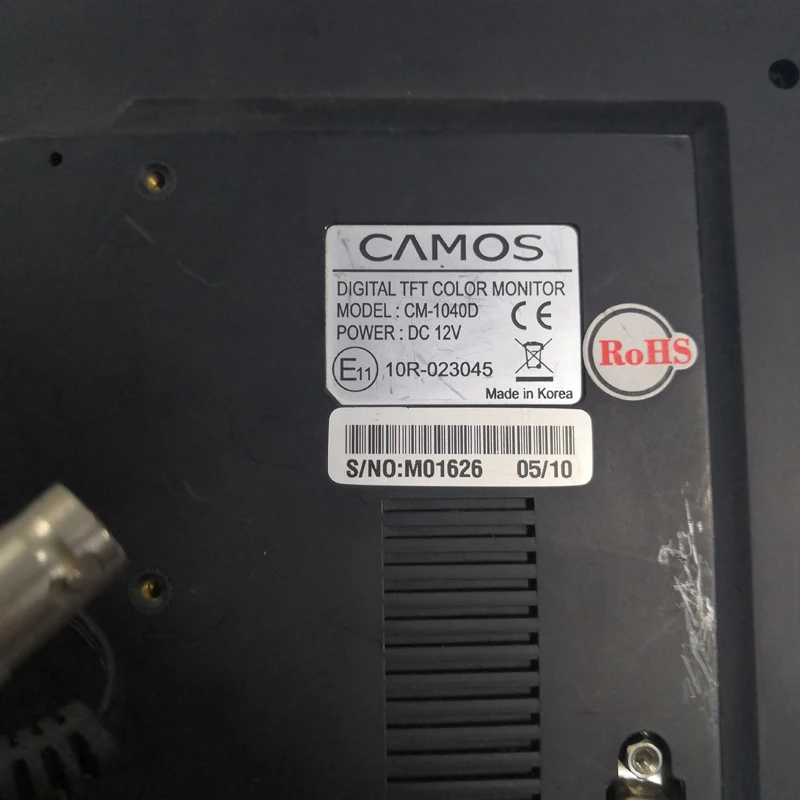 CAMOS
DIGITAL TFT COLOR MONITOR
MODEL : CM-1040D
POWER : DC 12V
CE
E11 10R-023045
Made in Korea
RoHS
S/NO:M01626 05/10